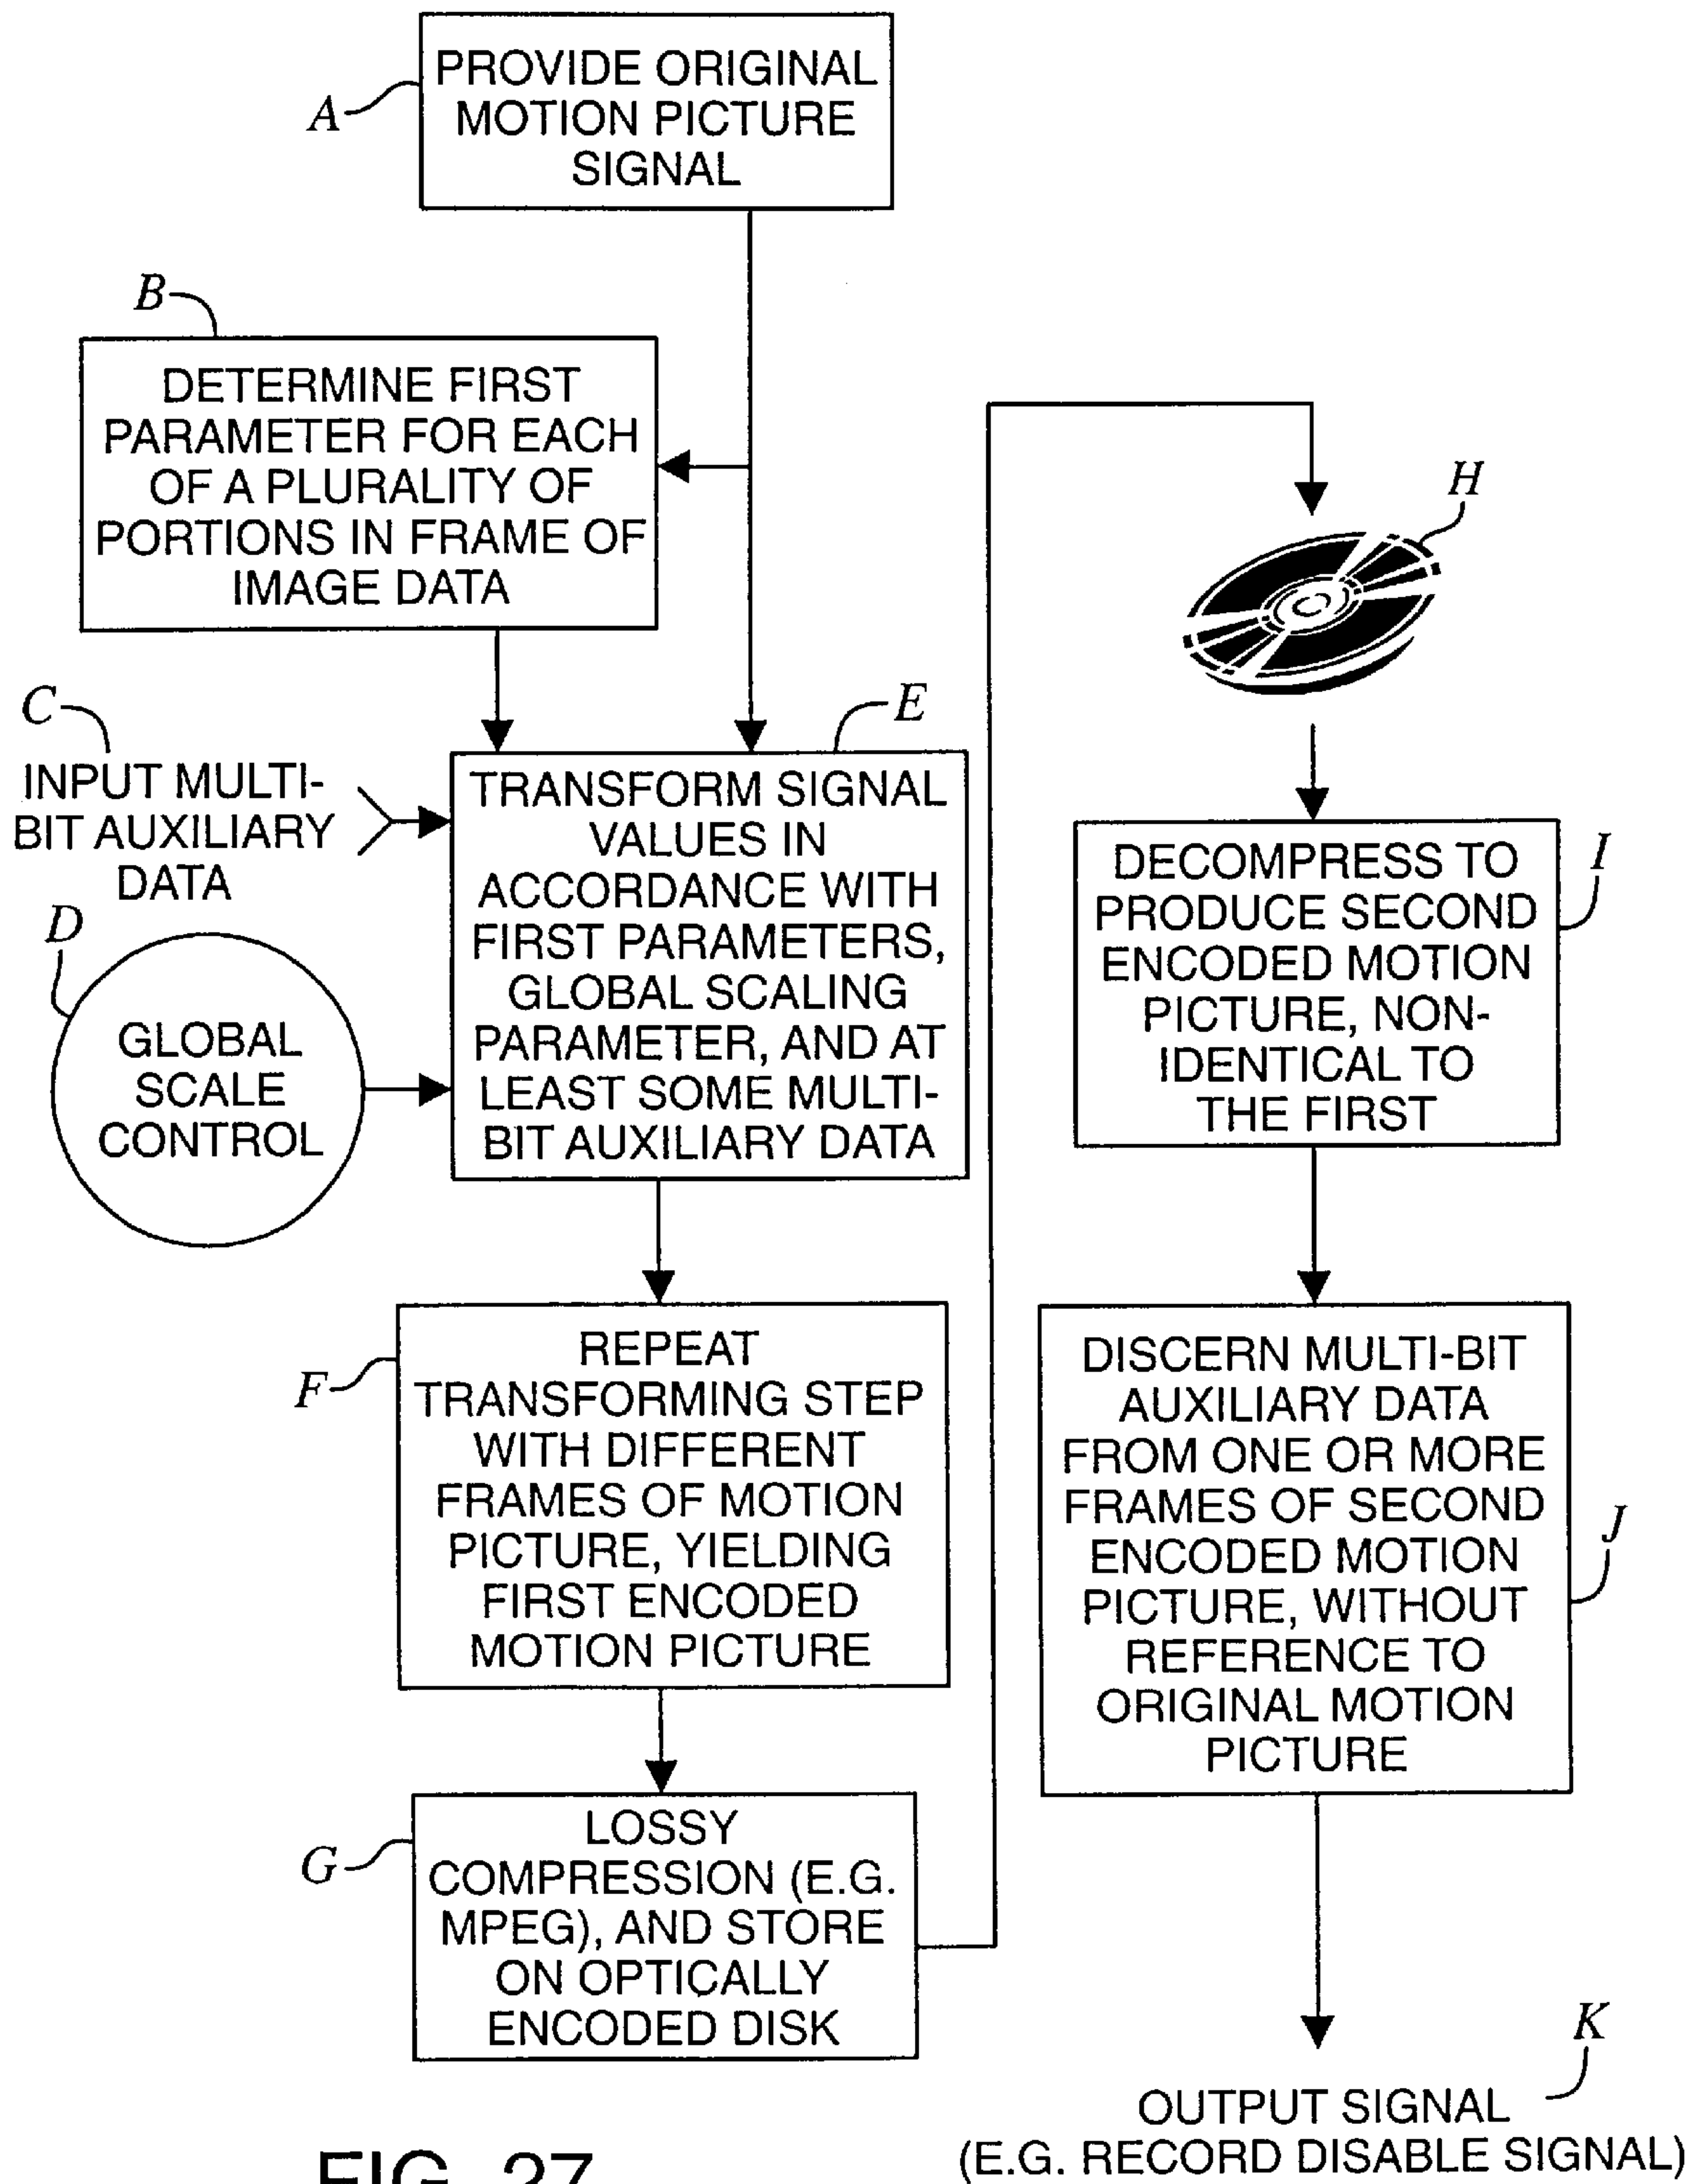 A
PROVIDE ORIGINAL
MOTION PICTURE
SIGNAL
B
DETERMINE FIRST
PARAMETER FOR EACH
OF A PLURALITY OF
PORTIONS IN FRAME OF
IMAGE DATA
C
INPUT MULTI-
BIT AUXILIARY
DATA
D
GLOBAL
SCALE
CONTROL
E
TRANSFORM SIGNAL
VALUES IN
ACCORDANCE WITH
FIRST PARAMETERS,
GLOBAL SCALING
PARAMETER, AND AT
LEAST SOME MULTI-
BIT AUXILIARY DATA
F
REPEAT
TRANSFORMING STEP
WITH DIFFERENT
FRAMES OF MOTION
PICTURE, YIELDING
FIRST ENCODED
MOTION PICTURE
G
LOSSY
COMPRESSION (E.G.
MPEG), AND STORE
ON OPTICALLY
ENCODED DISK
H
I
DECOMPRESS TO
PRODUCE SECOND
ENCODED MOTION
PICTURE, NON-
IDENTICAL TO
THE FIRST
J
DISCERN MULTI-BIT
AUXILIARY DATA
FROM ONE OR MORE
FRAMES OF SECOND
ENCODED MOTION
PICTURE, WITHOUT
REFERENCE TO
ORIGINAL MOTION
PICTURE
K
OUTPUT SIGNAL
(E.G. RECORD DISABLE SIGNAL)
FIG. 27